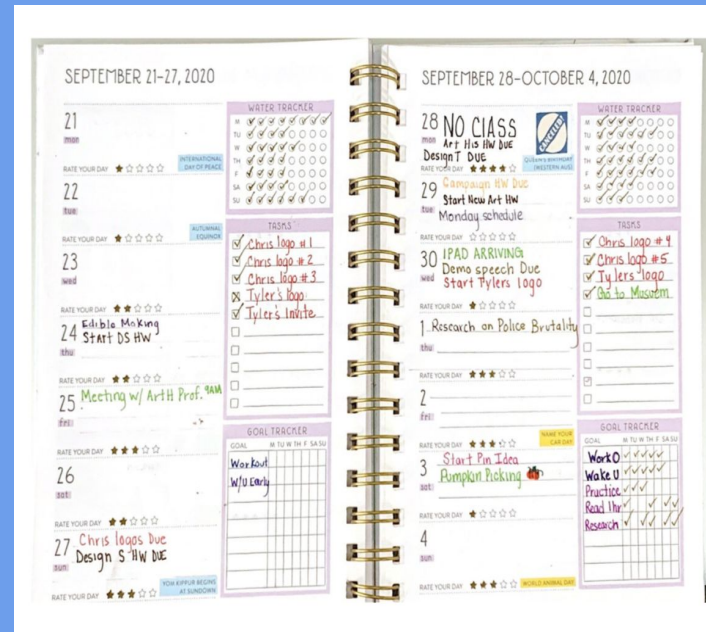 SEPTEMBER 21-27, 2020
21
mon
RATE YOUR DAY
INTERNATIONAL
DAY OF PEACE
22
tue
RATE YOUR DAY
AUTUMNAL
EQUINOX
23
wed
RATE YOUR DAY
24 Edible Making
thu
Start DS HW
RATE YOUR DAY
25 Meeting w/ ArtH Prof. 9AM
fri
RATE YOUR DAY
26
sat
RATE YOUR DAY
27 Chris logos Due
sun
Design S HW DUE
RATE YOUR DAY
YOM KIPPUR BEGINS
AT SUNDOWN
WATER TRACKER
M
TU
W
TH
F
SA
SU
TASKS
Chris logo #1
Chris logo #2
Chris logo #3
Tyler's logo
Tyler's Invite
GOAL TRACKER
GOAL M TU W TH F SA SU
Workout
W/U Early
SEPTEMBER 28-OCTOBER 4, 2020
28 NO CLASS
mon
CANCELED
Art His HW DUE
Design T DUE
RATE YOUR DAY
QUEEN'S BIRTHDAY
(WESTERN AUS)
29 Campaign HW Due
tue
Start New Art HW
Monday schedule
RATE YOUR DAY
30 IPAD ARRIVING
wed
Demo speech Due
Start Tylers logo
RATE YOUR DAY
1 Research on Police Brutality
thu
RATE YOUR DAY
2
fri
RATE YOUR DAY
NAME YOUR
CAR DAY
3 Start Pin Idea
sat
Pumpkin Picking
RATE YOUR DAY
4
sun
RATE YOUR DAY
WORLD ANIMAL DAY
WATER TRACKER
M
TU
W
TH
F
SA
SU
TASKS
Chris logo #4
Chris logo #5
Tylers logo
Go to Musuem
GOAL TRACKER
GOAL M TU W TH F SA SU
Work O
Wake U
Practice
Read 1hr
Research